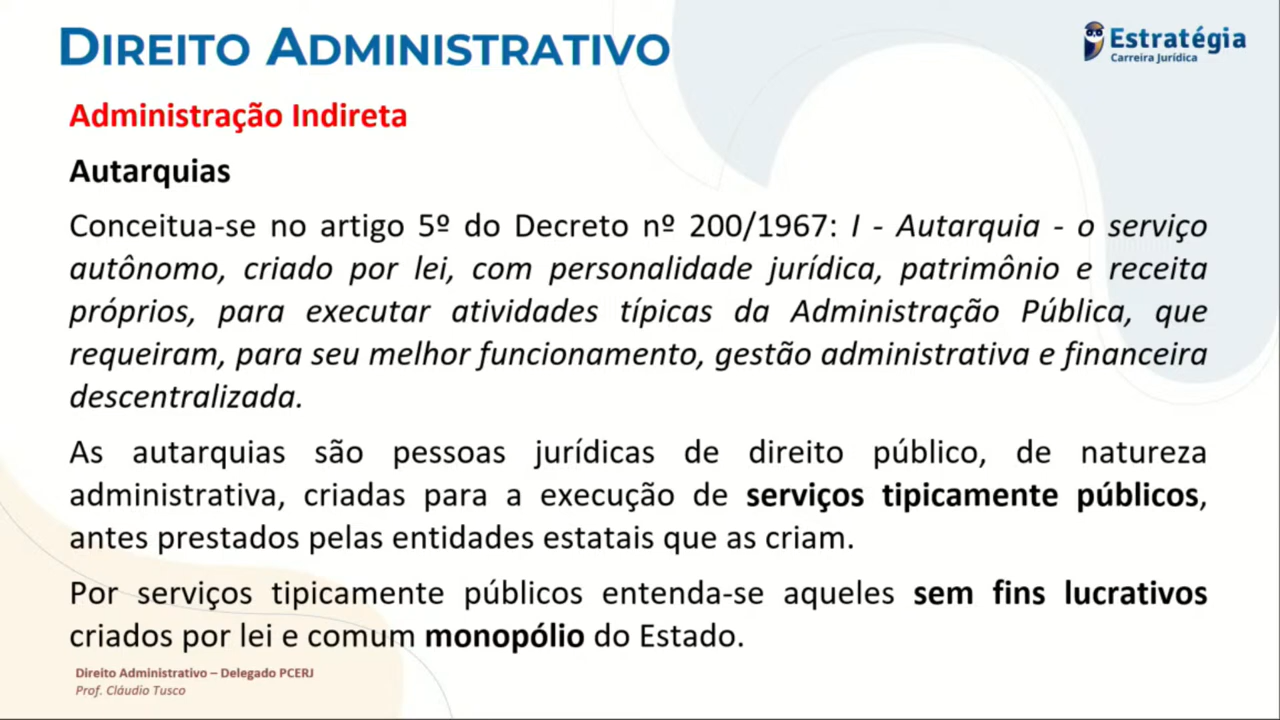 DIREITO ADMINISTRATIVO
Estratégia
Carreira Jurídica
Administração Indireta
Autarquias
Conceitua-se no artigo 5º do Decreto nº 200/1967: I - Autarquia - o serviço
autônomo, criado por lei, com personalidade jurídica, patrimônio e receita
próprios, para executar atividades típicas da Administração Pública, que
requeiram, para seu melhor funcionamento, gestão administrativa e financeira
descentralizada.
As autarquias são pessoas jurídicas de direito público, de natureza
administrativa, criadas para a execução de serviços tipicamente públicos,
antes prestados pelas entidades estatais que as criam.
Por serviços tipicamente públicos entenda-se aqueles sem fins lucrativos
criados por lei e comum monopólio do Estado.
Direito Administrativo – Delegado PCERJ
Prof. Cláudio Tusco